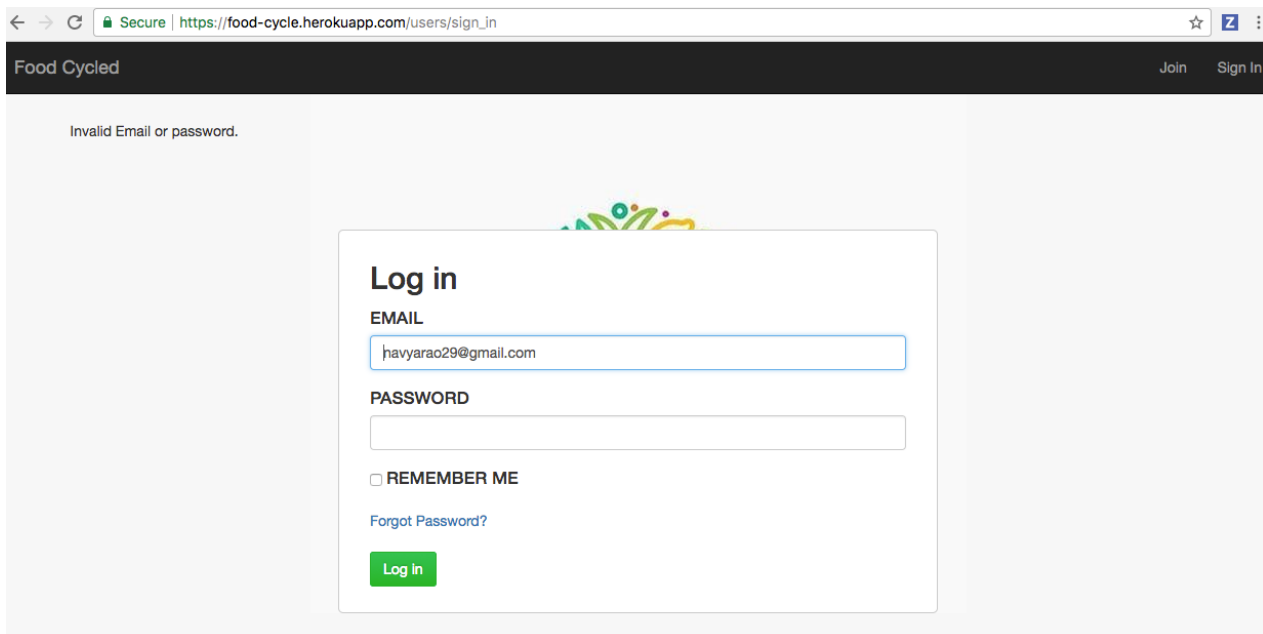 Secure | https://food-cycle.herokuapp.com/users/sign_in
Z
Food Cycled Join Sign In
Invalid Email or password.
Log in
EMAIL
navyarao29@gmail.com
PASSWORD
REMEMBER ME
Forgot Password?
Log in